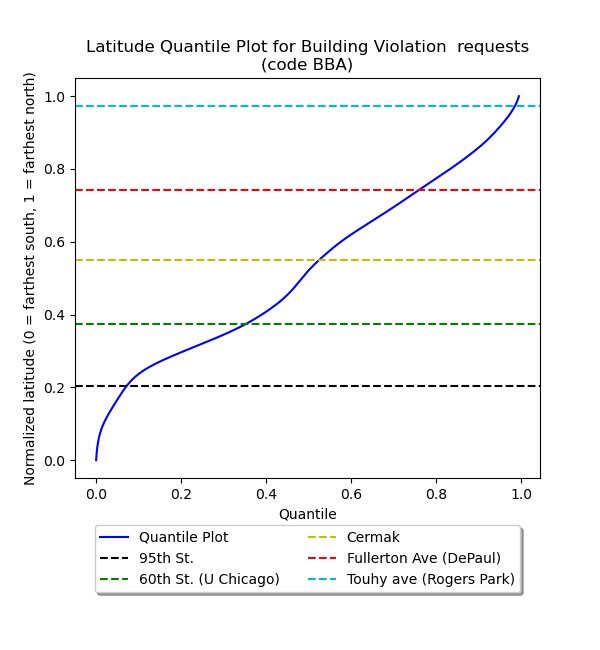 Latitude Quantile Plot for Building Violation  requests
(code BBA)
Normalized latitude (0 = farthest south, 1 = farthest north)
1.0
0.8
0.6
0.4
0.2
0.0
0.0 0.2 0.4 0.6 0.8 1.0
Quantile
Quantile Plot
95th St.
60th St. (U Chicago)
Cermak
Fullerton Ave (DePaul)
Touhy ave (Rogers Park)